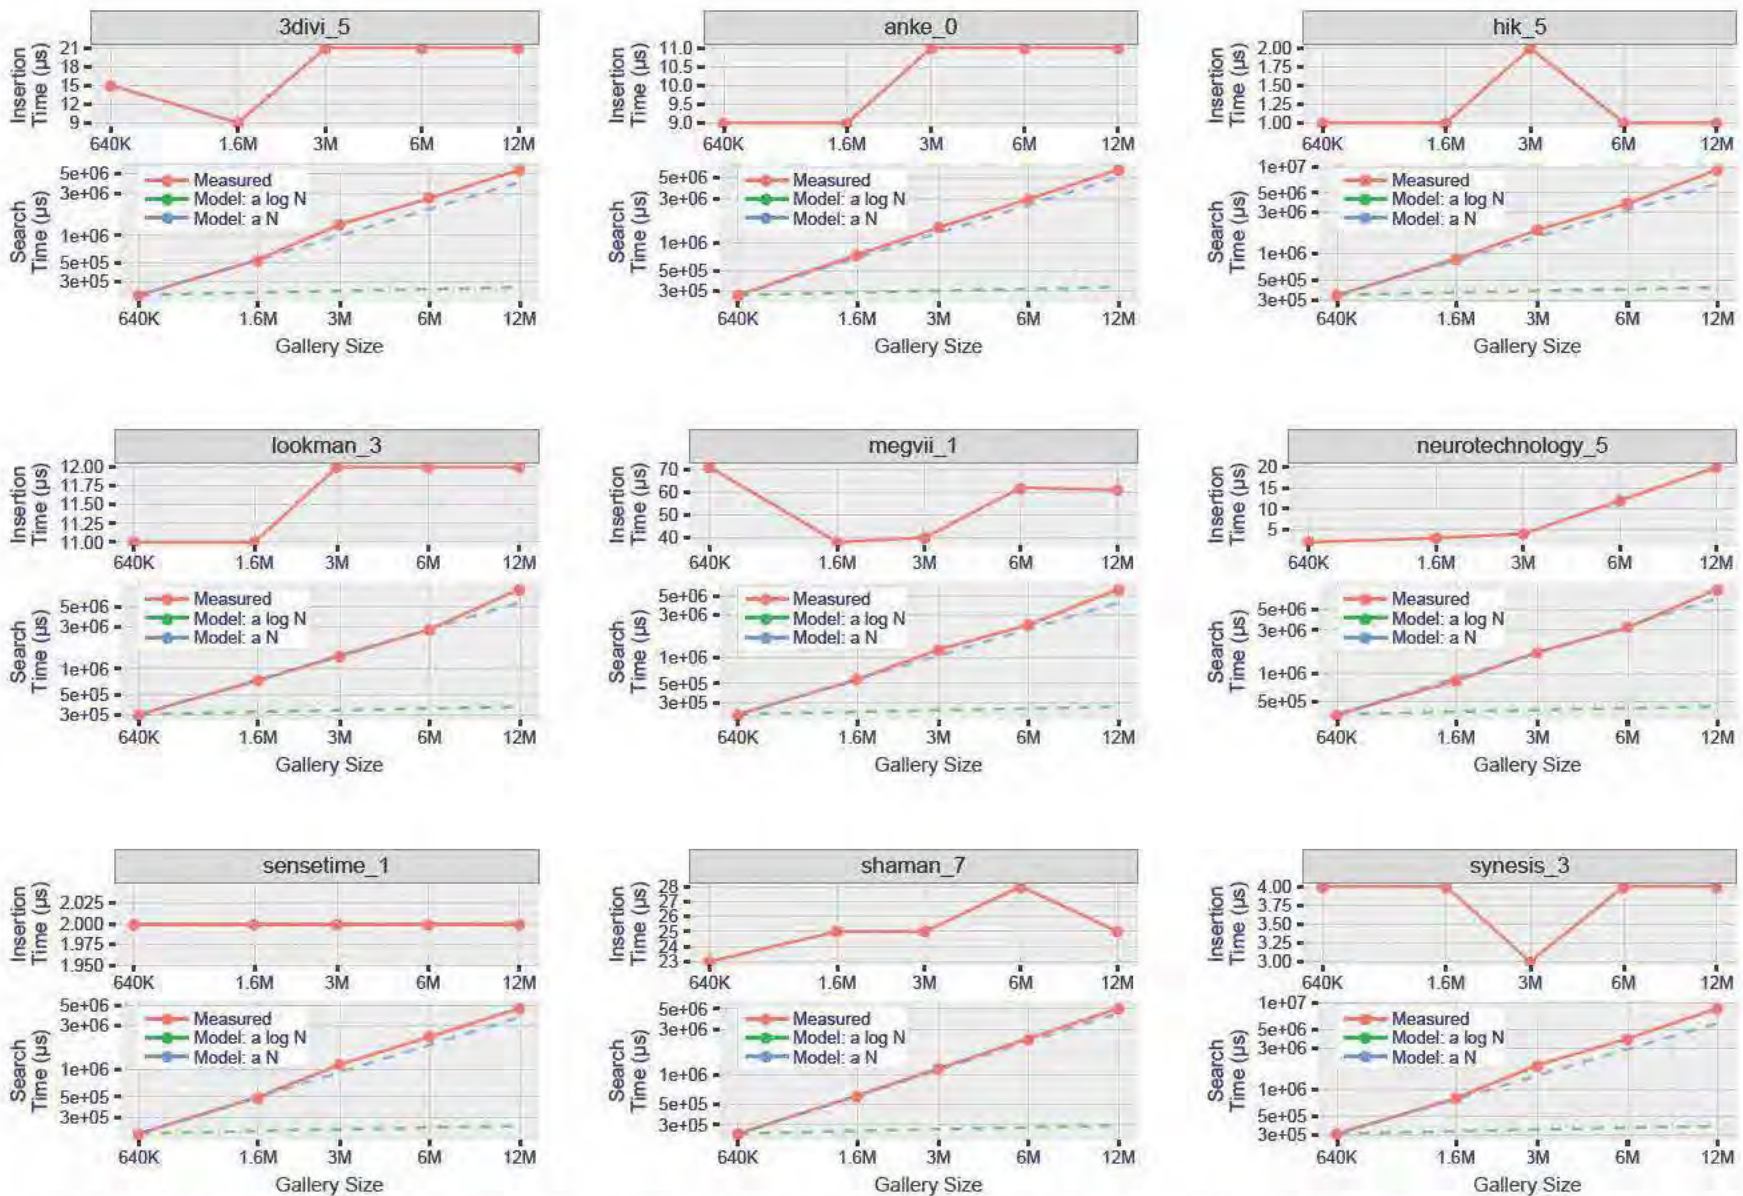 3divi_5
Insertion
Time (μs)
21
18
15
12
9
640K 1.6M 3M 6M 12M
Search
Time (μs)
5e+06
3e+06
1e+06
5e+05
3e+05
Measured
Model: a log N
Model: a N
640K 1.6M 3M 6M 12M
Gallery Size
anke_0
Insertion
Time (μs)
11.0
10.5
10.0
9.5
9.0
640K 1.6M 3M 6M 12M
Search
Time (μs)
5e+06
3e+06
1e+06
5e+05
3e+05
Measured
Model: a log N
Model: a N
640K 1.6M 3M 6M 12M
Gallery Size
hik_5
Insertion
Time (μs)
2.00
1.75
1.50
1.25
1.00
640K 1.6M 3M 6M 12M
Search
Time (μs)
1e+07
5e+06
3e+06
1e+06
5e+05
3e+05
Measured
Model: a log N
Model: a N
640K 1.6M 3M 6M 12M
Gallery Size
lookman_3
Insertion
Time (μs)
12.00
11.75
11.50
11.25
11.00
640K 1.6M 3M 6M 12M
Search
Time (μs)
5e+06
3e+06
1e+06
5e+05
3e+05
Measured
Model: a log N
Model: a N
640K 1.6M 3M 6M 12M
Gallery Size
megvii_1
Insertion
Time (μs)
70
60
50
40
640K 1.6M 3M 6M 12M
Search
Time (μs)
5e+06
3e+06
1e+06
5e+05
3e+05
Measured
Model: a log N
Model: a N
640K 1.6M 3M 6M 12M
Gallery Size
neurotechnology_5
Insertion
Time (μs)
20
15
10
5
640K 1.6M 3M 6M 12M
Search
Time (μs)
5e+06
3e+06
1e+06
5e+05
Measured
Model: a log N
Model: a N
640K 1.6M 3M 6M 12M
Gallery Size
sensetime_1
Insertion
Time (μs)
2.025
2.000
1.975
1.950
640K 1.6M 3M 6M 12M
Search
Time (μs)
5e+06
3e+06
1e+06
5e+05
3e+05
Measured
Model: a log N
Model: a N
640K 1.6M 3M 6M 12M
Gallery Size
shaman_7
Insertion
Time (μs)
28
27
26
25
24
23
640K 1.6M 3M 6M 12M
Search
Time (μs)
5e+06
3e+06
1e+06
5e+05
3e+05
Measured
Model: a log N
Model: a N
640K 1.6M 3M 6M 12M
Gallery Size
synesis_3
Insertion
Time (μs)
4.00
3.75
3.50
3.25
3.00
640K 1.6M 3M 6M 12M
Search
Time (μs)
1e+07
5e+06
3e+06
1e+06
5e+05
3e+05
Measured
Model: a log N
Model: a N
640K 1.6M 3M 6M 12M
Gallery Size